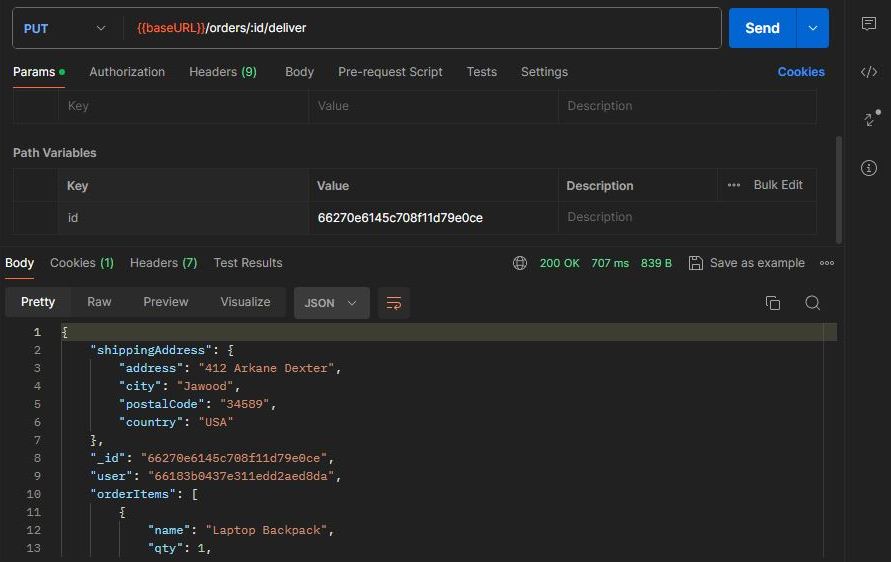 PUT {{baseURL}}/orders/:id/deliver Send
Params Authorization Headers (9) Body Pre-request Script Tests Settings Cookies
Key Value Description
Path Variables
Key Value Description Bulk Edit
id 66270e6145c708f11d79e0ce Description
Body Cookies (1) Headers (7) Test Results 200 OK 707 ms 839 B Save as example
Pretty Raw Preview Visualize JSON
1 {
2 "shippingAddress": {
3 "address": "412 Arkane Dexter",
4 "city": "Jawood",
5 "postalCode": "34589",
6 "country": "USA"
7 },
8 "_id": "66270e6145c708f11d79e0ce",
9 "user": "66183b0437e311edd2aed8da",
10 "orderItems": [
11 {
12 "name": "Laptop Backpack",
13 "qty": 1,